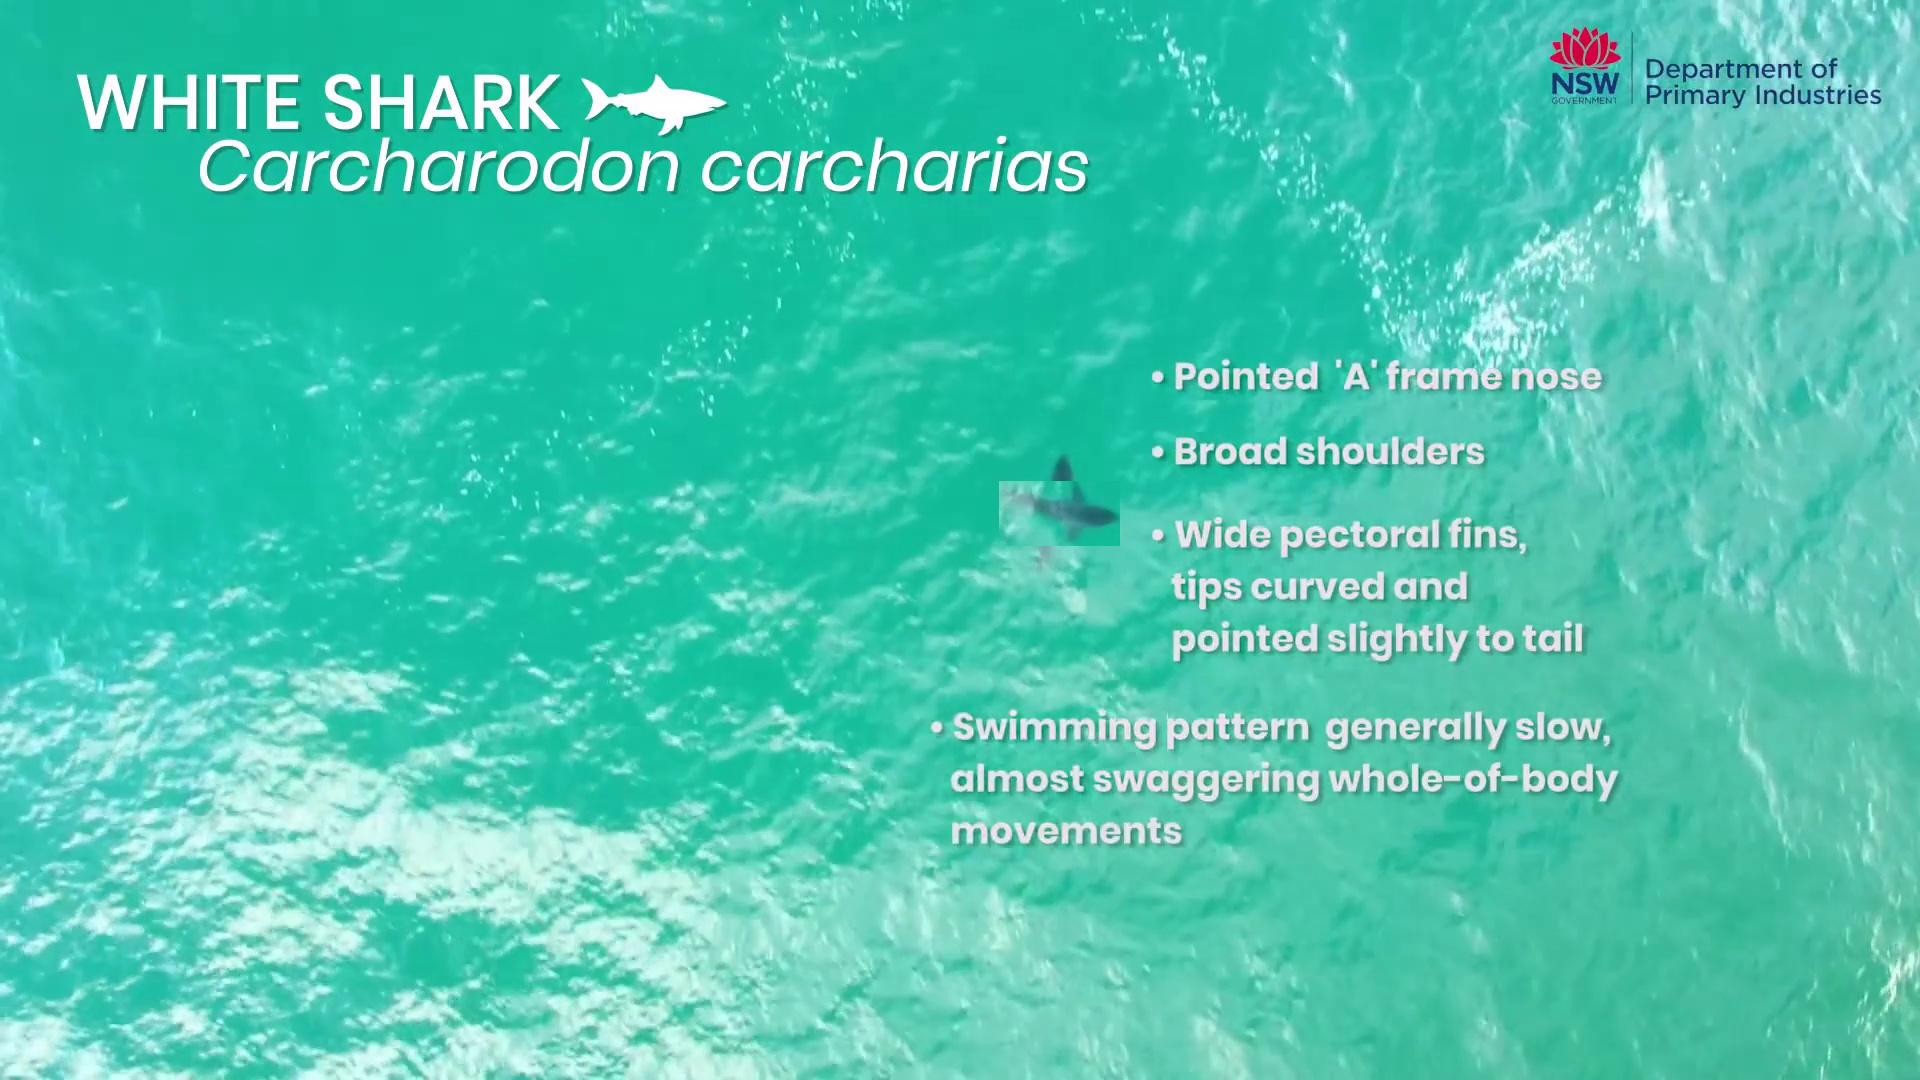 WHITE SHARK
Carcharodon carcharias
NSW
GOVERNMENT
Department of
Primary Industries
• Pointed 'A' frame nose
• Broad shoulders
• Wide pectoral fins,
tips curved and
pointed slightly to tail
• Swimming pattern generally slow,
almost swaggering whole-of-body
movements